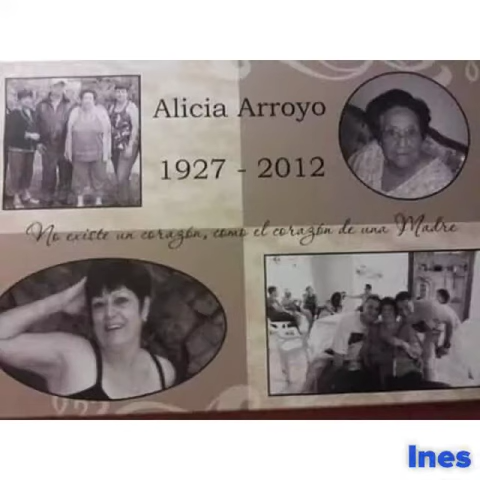 Alicia Arroyo
1927 - 2012
No existe un corazón, como el corazón de una Madre
Ines